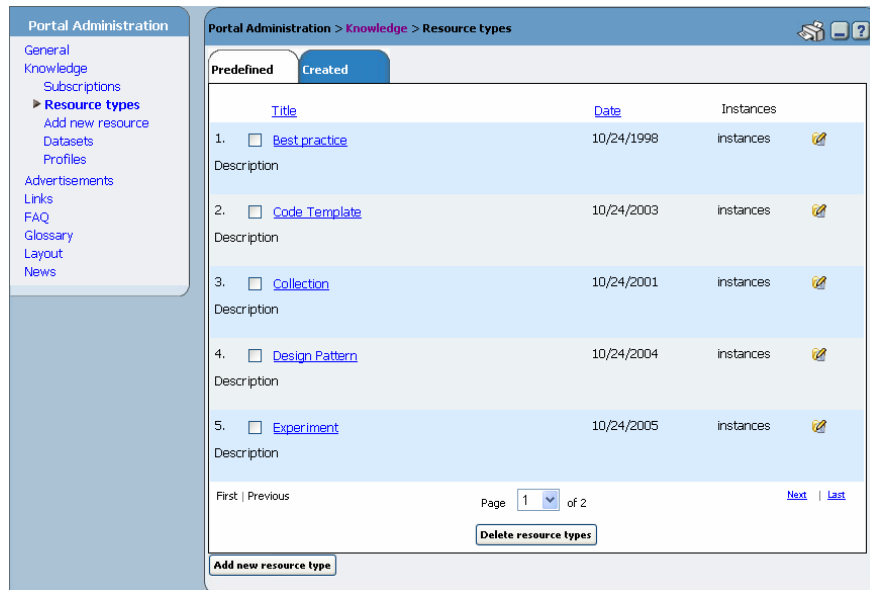 Portal Administration
General
Knowledge
Subscriptions
Resource types
Add new resource
Datasets
Profiles
Advertisements
Links
FAQ
Glossary
Layout
News
Portal Administration > Knowledge > Resource types
?
Predefined Created
Title Date Instances
1. Best practice 10/24/1998 instances
Description
2. Code Template 10/24/2003 instances
Description
3. Collection 10/24/2001 instances
Description
4. Design Pattern 10/24/2004 instances
Description
5. Experiment 10/24/2005 instances
Description
First | Previous Page 1 of 2 Next | Last
Delete resource types
Add new resource type